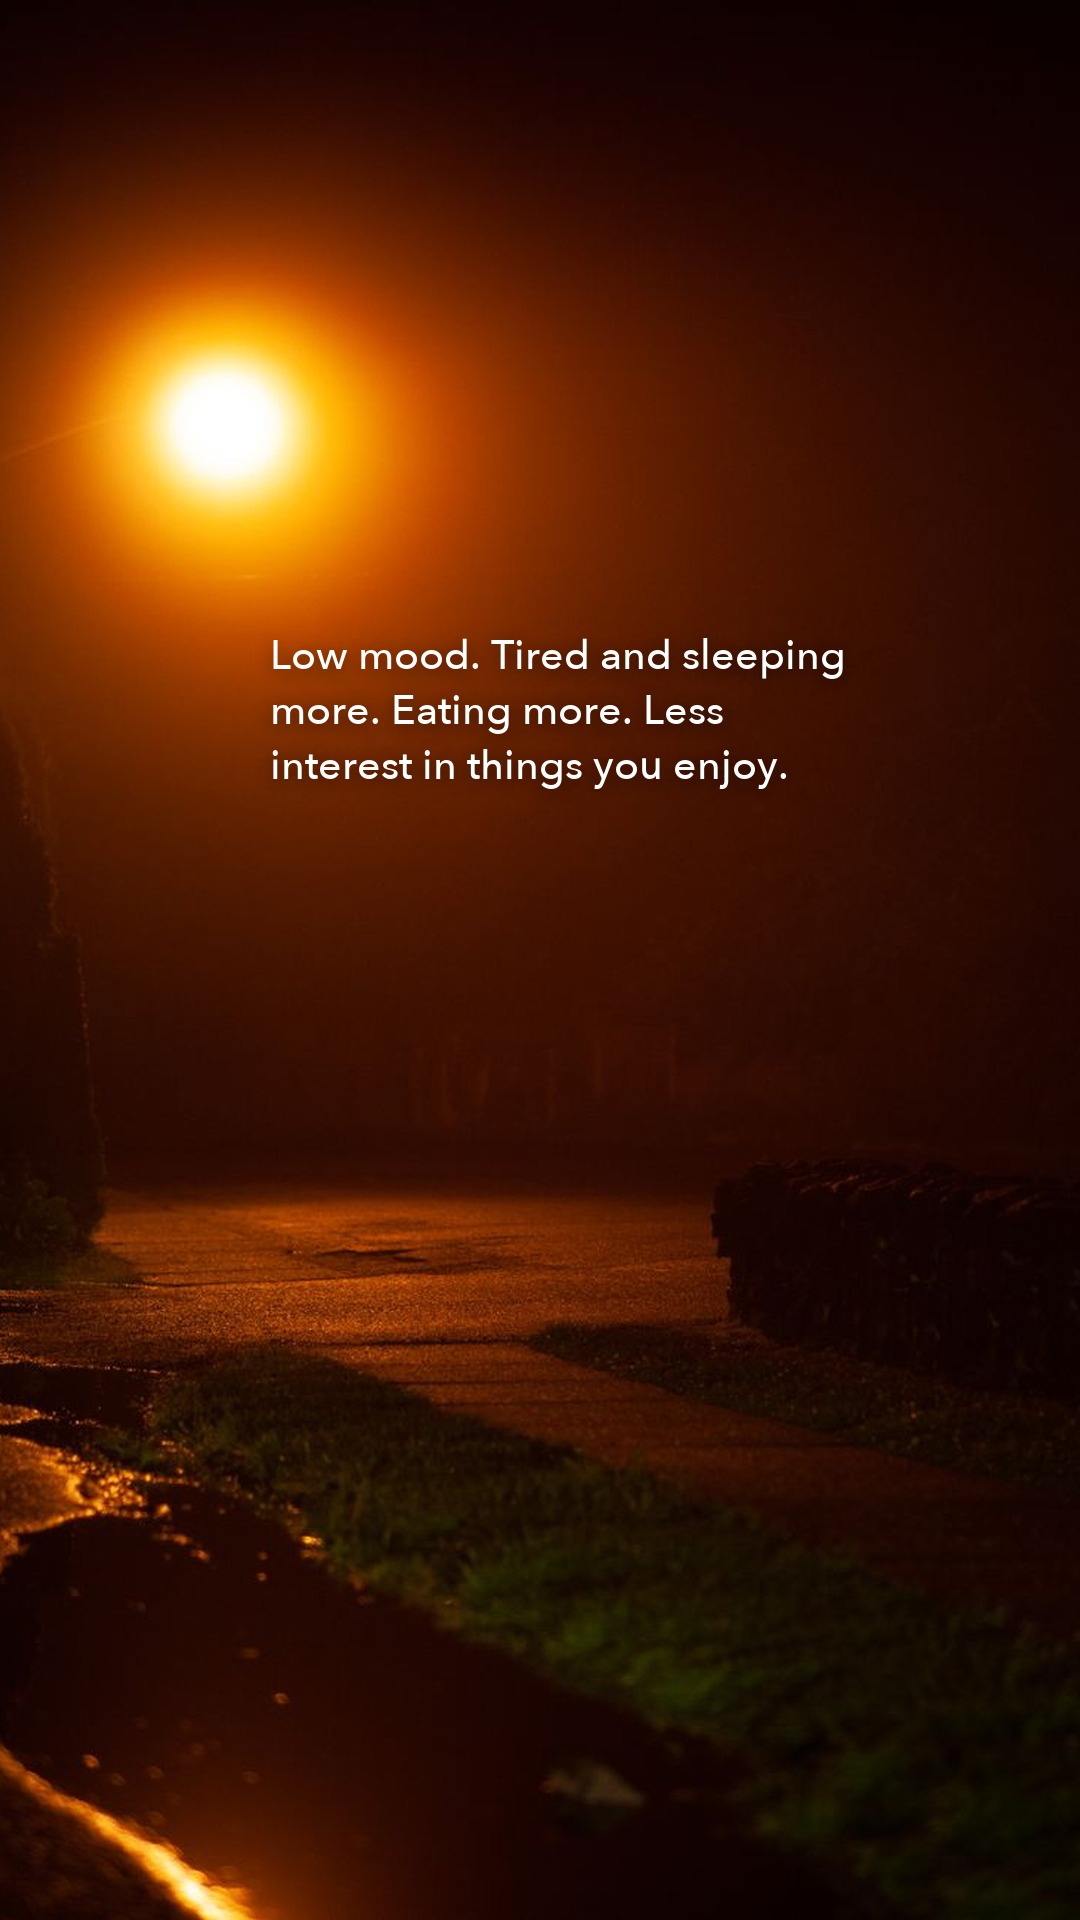 Low mood. Tired and sleeping
more. Eating more. Less
interest in things you enjoy.